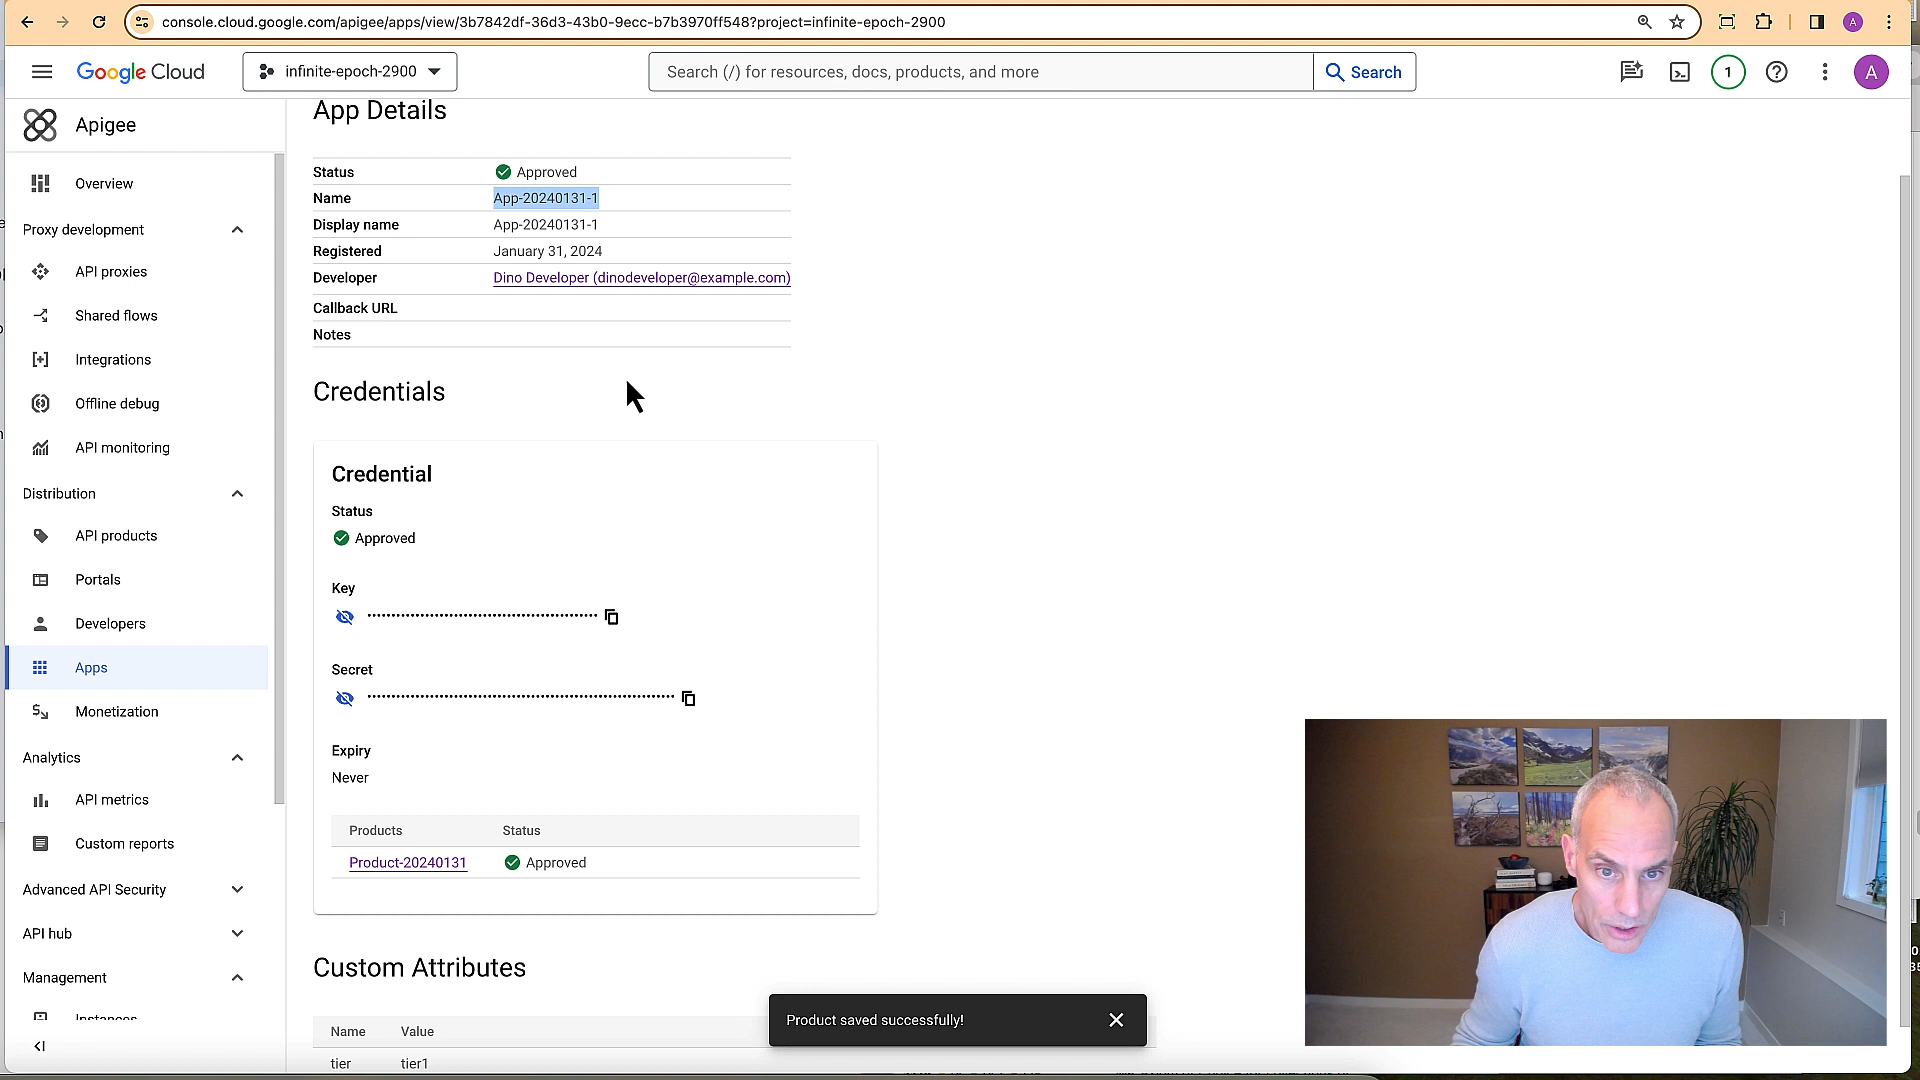 console.cloud.google.com/apigee/apps/view/3b7842df-36d3-43b0-9ecc-b7b3970ff548?project=infinite-epoch-2900
A
Google Cloud
infinite-epoch-2900
Search (/) for resources, docs, products, and more
Search
1
A
Apigee
Overview
Proxy development
API proxies
Shared flows
Integrations
Offline debug
API monitoring
Distribution
API products
Portals
Developers
Apps
Monetization
Analytics
API metrics
Custom reports
Advanced API Security
API hub
Management
Instances
App Details
Status Approved
Name App-20240131-1
Display name App-20240131-1
Registered January 31, 2024
Developer Dino Developer (dinodeveloper@example.com)
Callback URL
Notes
Credentials
Credential
Status
Approved
Key
Secret
Expiry
Never
Products Status
Product-20240131 Approved
Custom Attributes
Name Value
tier tier1
Product saved successfully!